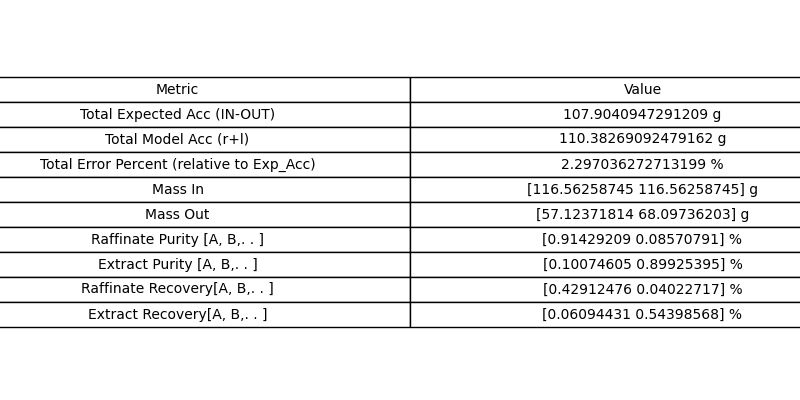 Metric Value
Total Expected Acc (IN-OUT) 107.9040947291209 g
Total Model Acc (r+l) 110.38269092479162 g
Total Error Percent (relative to Exp_Acc) 2.297036272713199 %
Mass In [116.56258745 116.56258745] g
Mass Out [57.12371814 68.09736203] g
Raffinate Purity [A, B,. . ] [0.91429209 0.08570791] %
Extract Purity [A, B,. . ] [0.10074605 0.89925395] %
Raffinate Recovery[A, B,. . ] [0.42912476 0.04022717] %
Extract Recovery[A, B,. . ] [0.06094431 0.54398568] %